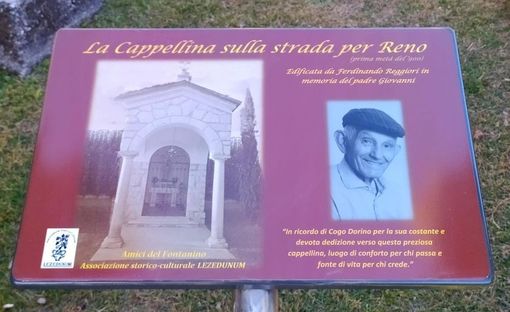 La Cappellina sulla strada per Reno
(prima metà del '900)
Edificata da Ferdinando Reggiori in
memoria del padre Giovanni
"In ricordo di Cogo Dorino per la sua costante e
devota dedizione verso questa preziosa
cappellina, luogo di conforto per chi passa e
fonte di vita per chi crede."
Amici del Fontanino
Associazione storico-culturale LEZEDUNUM
LEZEDUNUM